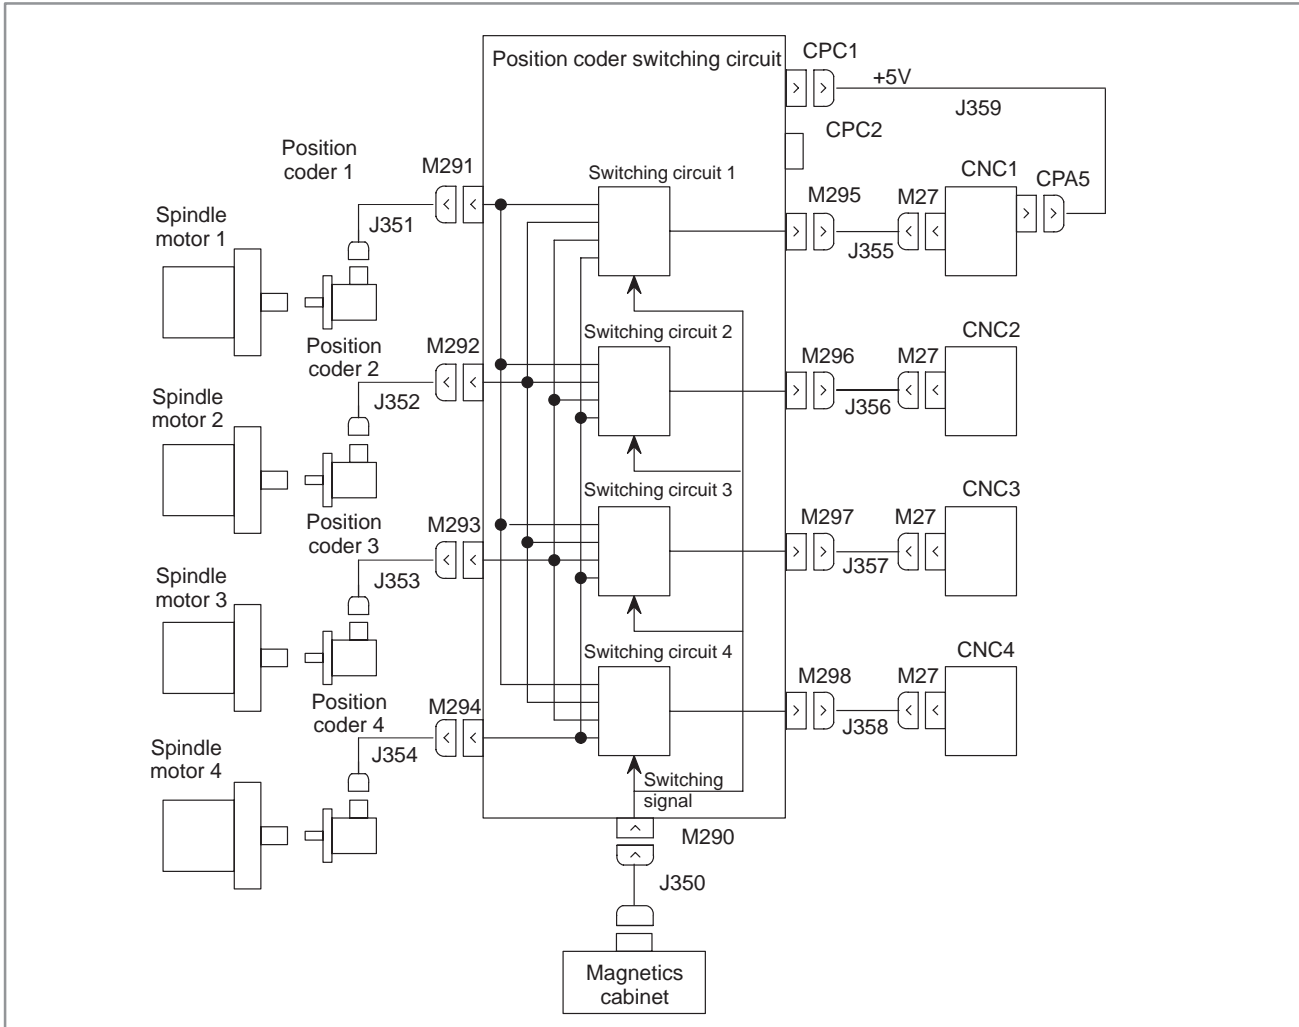 Position coder switching circuit
CPC1
+5V
J359
CPC2
Position
coder 1
M291
Switching circuit 1
M295
M27
CNC1
CPA5
Spindle
motor 1
J351
J355
Position
coder 2
M292
Switching circuit 2
M296
M27
CNC2
Spindle
motor 2
J352
J356
Position
coder 3
M293
Switching circuit 3
M297
M27
CNC3
Spindle
motor 3
J353
J357
Position
coder 4
M294
Switching circuit 4
M298
M27
CNC4
Spindle
motor 4
J354
J358
Switching
signal
M290
J350
Magnetics
cabinet